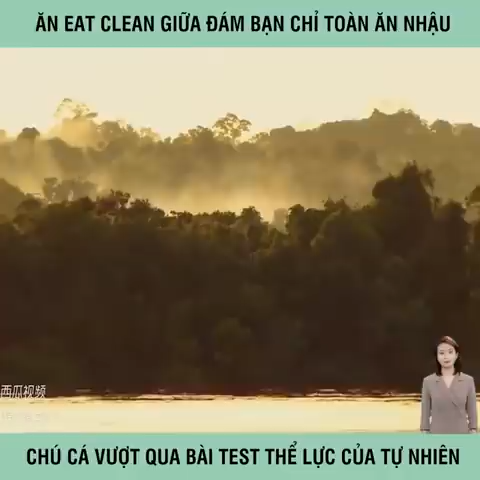 ĂN EAT CLEAN GIỮA ĐÁM BẠN CHỈ TOÀN ĂN NHẬU
西瓜视频
CHÚ CÁ VƯỢT QUA BÀI TEST THỂ LỰC CỦA TỰ NHIÊN